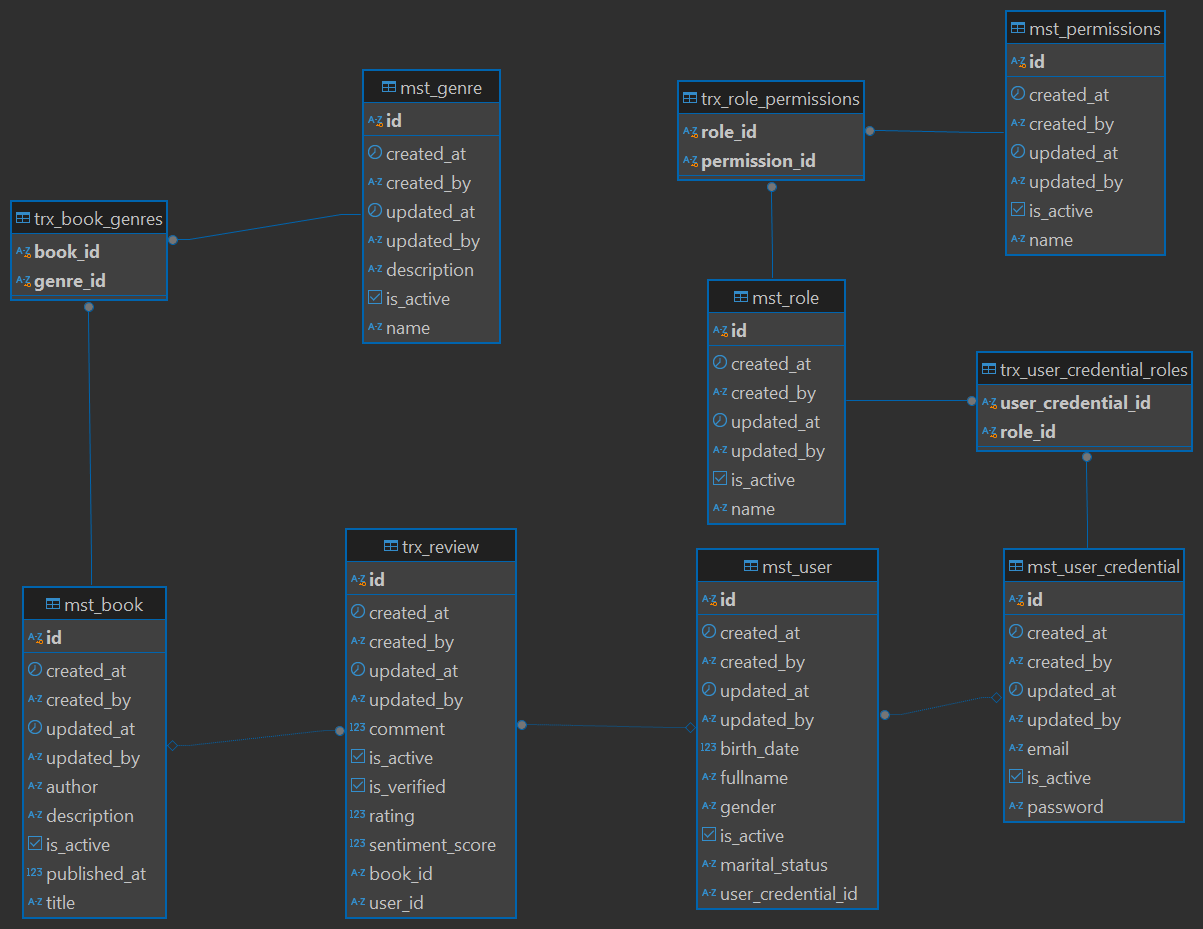 mst_permissions
id
created_at
created_by
updated_at
updated_by
is_active
name
mst_genre
id
created_at
created_by
updated_at
updated_by
description
is_active
name
trx_role_permissions
role_id
permission_id
trx_book_genres
book_id
genre_id
mst_role
id
created_at
created_by
updated_at
updated_by
is_active
name
trx_user_credential_roles
user_credential_id
role_id
mst_book
id
created_at
created_by
updated_at
updated_by
author
description
is_active
published_at
title
trx_review
id
created_at
created_by
updated_at
updated_by
comment
is_active
is_verified
rating
sentiment_score
book_id
user_id
mst_user
id
created_at
created_by
updated_at
updated_by
birth_date
fullname
gender
is_active
marital_status
user_credential_id
mst_user_credential
id
created_at
created_by
updated_at
updated_by
email
is_active
password